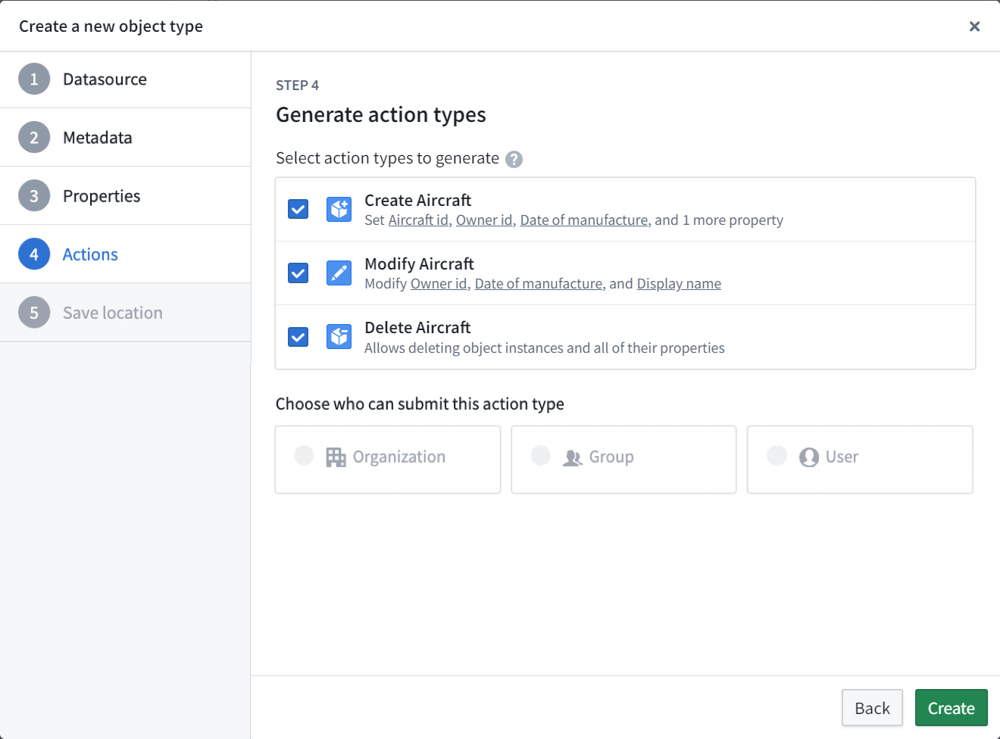 Create a new object type
1 Datasource
2 Metadata
3 Properties
4 Actions
5 Save location
STEP 4
Generate action types
Select action types to generate ?
Create Aircraft
Set Aircraft id, Owner id, Date of manufacture, and 1 more property
Modify Aircraft
Modify Owner id, Date of manufacture, and Display name
Delete Aircraft
Allows deleting object instances and all of their properties
Choose who can submit this action type
Organization
Group
User
Back
Create